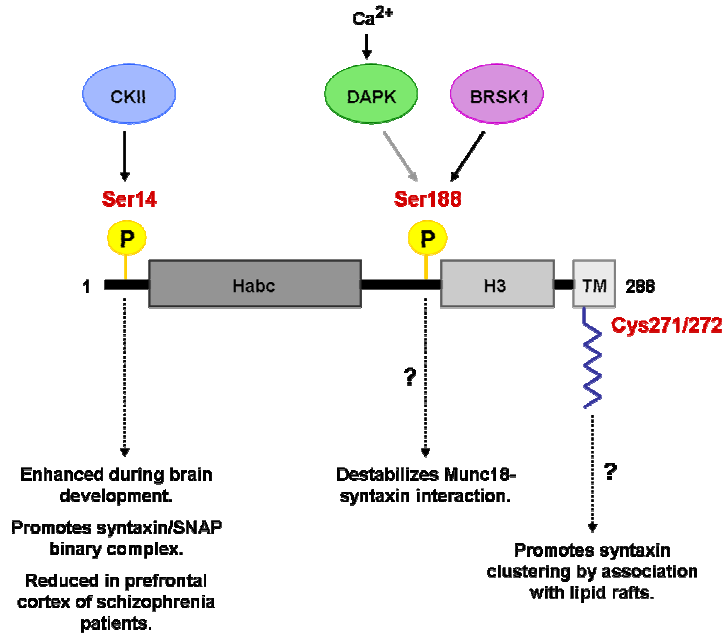 Ca2+
CKII
DAPK
BRSK1
Ser14
Ser188
P
P
1
Habc
H3
TM
288
Cys271/272
?
?
Enhanced during brain
development.
Promotes syntaxin/SNAP
binary complex.
Reduced in prefrontal
cortex of schizophrenia
patients.
Destabilizes Munc18-
syntaxin interaction.
Promotes syntaxin
clustering by association
with lipid rafts.